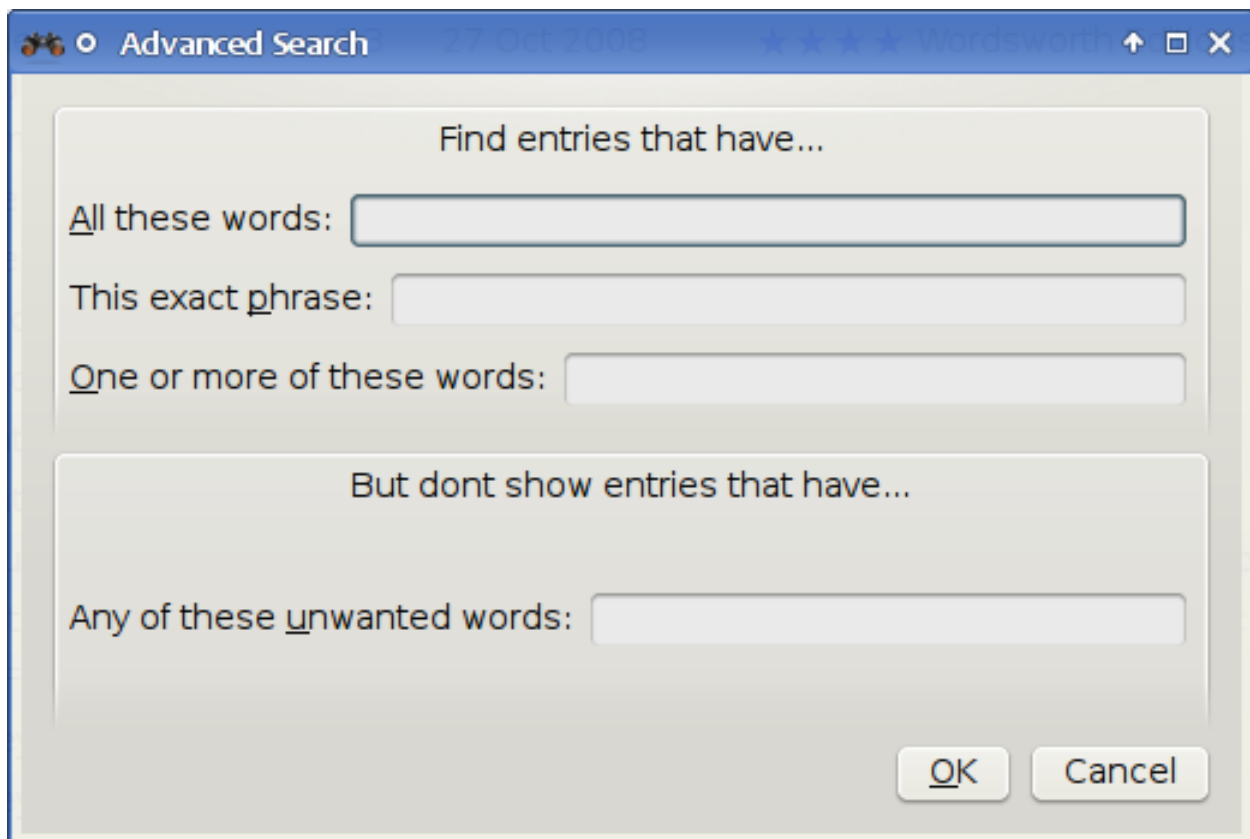 Advanced Search 27 Oct 2008 ★★★★ Wordsworth
Find entries that have...
All these words:
This exact phrase:
One or more of these words:
But dont show entries that have...
Any of these unwanted words:
OK Cancel